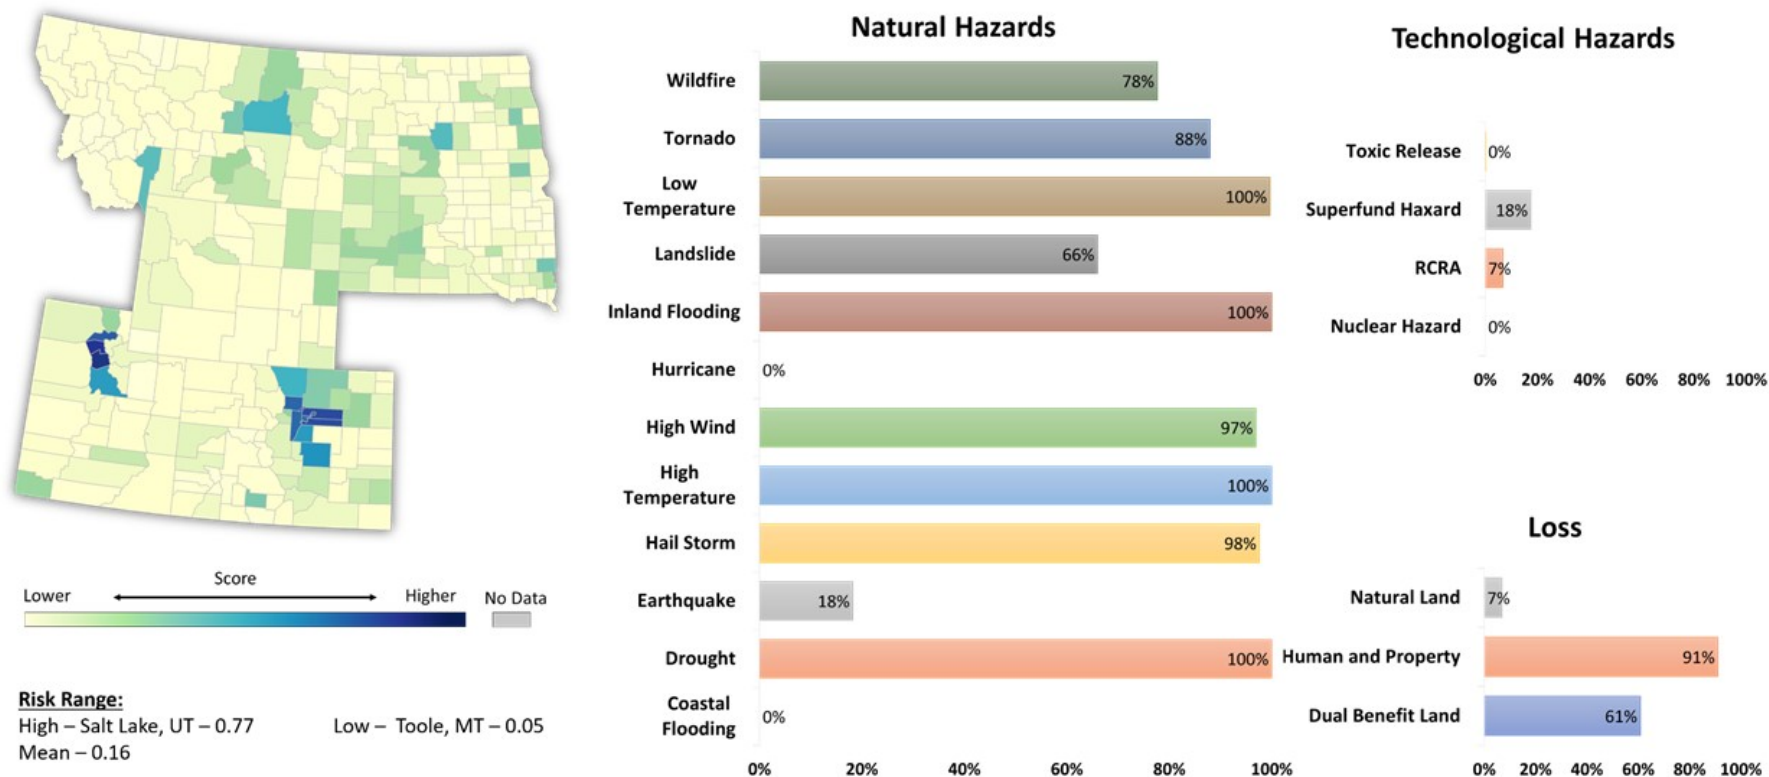 Natural Hazards
Wildfire
78%
Tornado
88%
Low
Temperature
100%
Landslide
66%
Inland Flooding
100%
Hurricane
0%
High Wind
97%
High
Temperature
100%
Hail Storm
98%
Earthquake
18%
Drought
100%
Coastal
Flooding
0%
0% 20% 40% 60% 80% 100%
Technological Hazards
Toxic Release
0%
Superfund Haxard
18%
RCRA
7%
Nuclear Hazard
0%
0% 20% 40% 60% 80% 100%
Loss
Natural Land
7%
Human and Property
91%
Dual Benefit Land
61%
0% 20% 40% 60% 80% 100%
Score
Lower Higher No Data
Risk Range:
High – Salt Lake, UT – 0.77 Low – Toole, MT – 0.05
Mean – 0.16